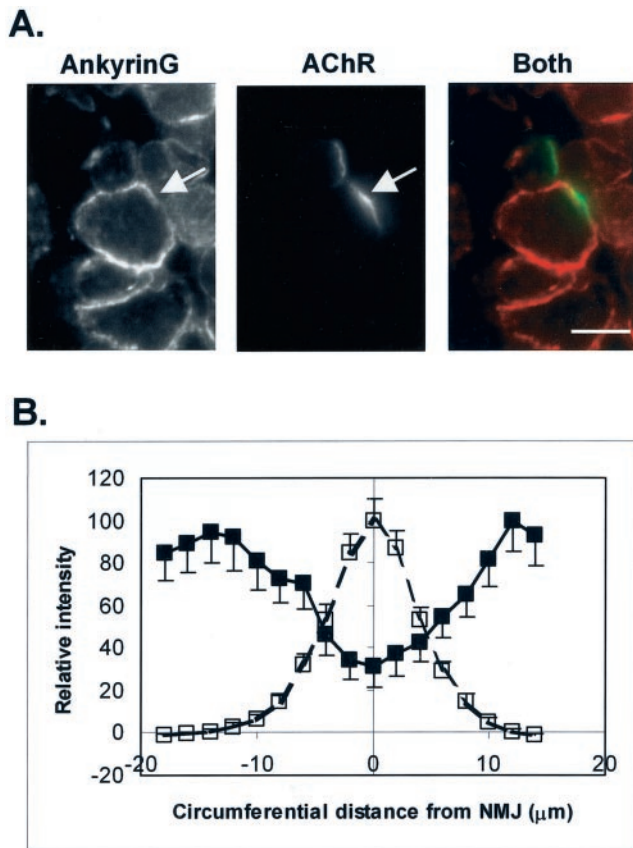 A.
AnkyrinG AChR Both
B.
120
100
80
60
40
20
0
-20
-20 -10 0 10 20
Relative intensity
Circumferential distance from NMJ (μm)